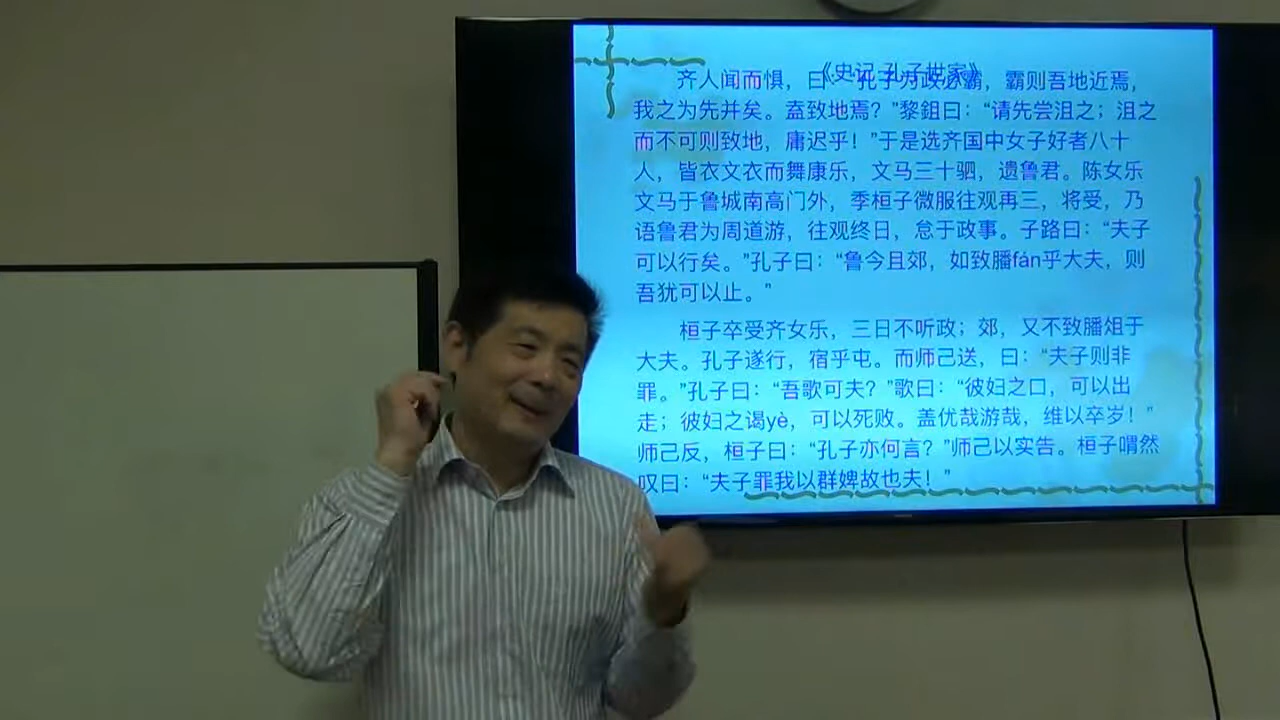 《史记 孔子世家》
齐人闻而惧，曰：“孔子为政必霸，霸则吾地近焉，
我之为先并矣。盍致地焉？”黎鉏曰：“请先尝沮之；沮之
而不可则致地，庸迟乎！”于是选齐国中女子好者八十
人，皆衣文衣而舞康乐，文马三十驷，遗鲁君。陈女乐
文马于鲁城南高门外，季桓子微服往观再三，将受，乃
语鲁君为周道游，往观终日，怠于政事。子路曰：“夫子
可以行矣。”孔子曰：“鲁今且郊，如致膰fán乎大夫，则
吾犹可以止。”
桓子卒受齐女乐，三日不听政；郊，又不致膰俎于
大夫。孔子遂行，宿乎屯。而师己送，曰：“夫子则非
罪。”孔子曰：“吾歌可夫？”歌曰：“彼妇之口，可以出
走；彼妇之谒yè，可以死败。盖优哉游哉，维以卒岁！”
师己反，桓子曰：“孔子亦何言？”师己以实告。桓子喟然
叹曰：“夫子罪我以群婢故也夫！”